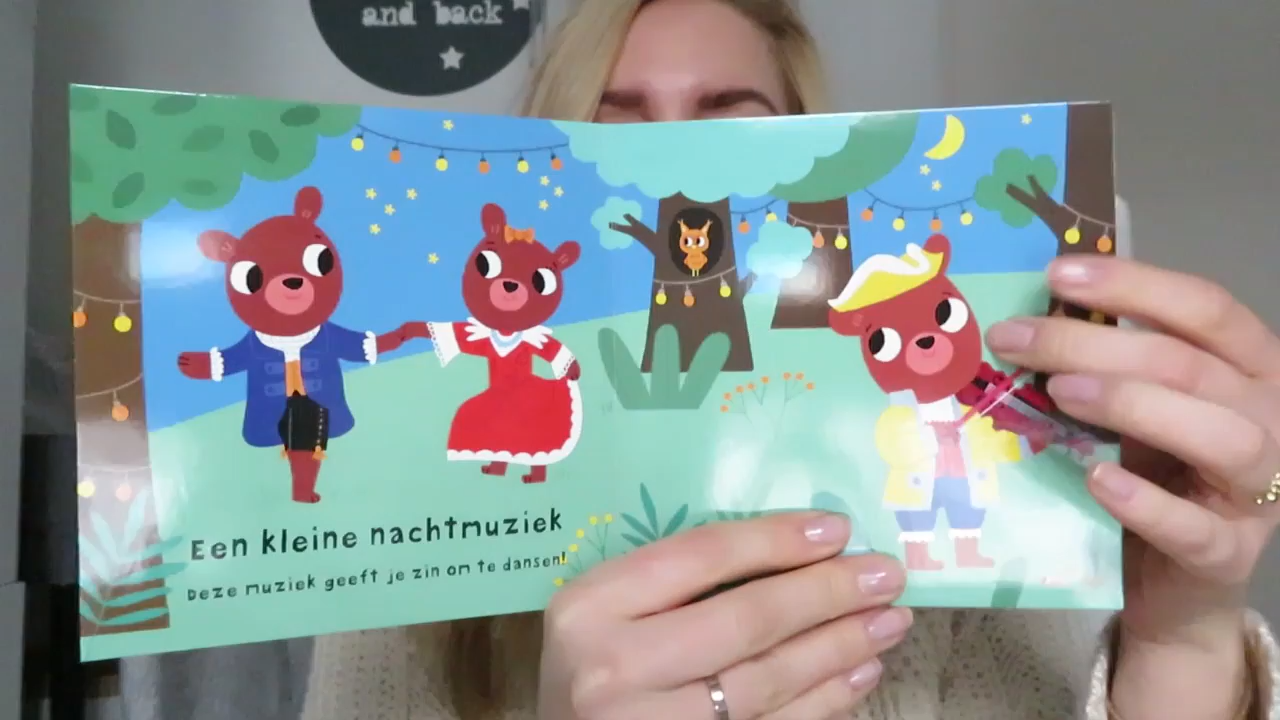 and back
Een kleine nachtmuziek
Deze muziek geeft je zin om te dansen!